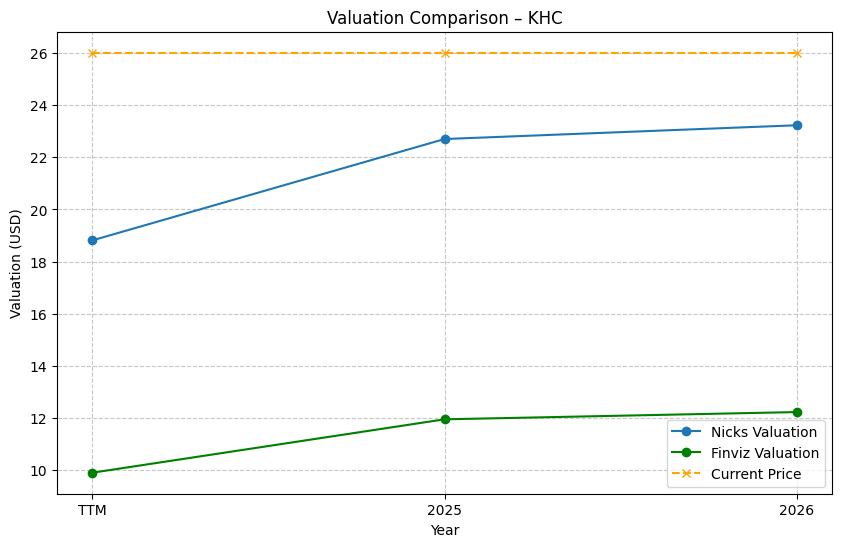 Valuation Comparison – KHC
Valuation (USD)
26
24
22
20
18
16
14
12
10
TTM
2025
2026
Year
Nicks Valuation
Finviz Valuation
Current Price